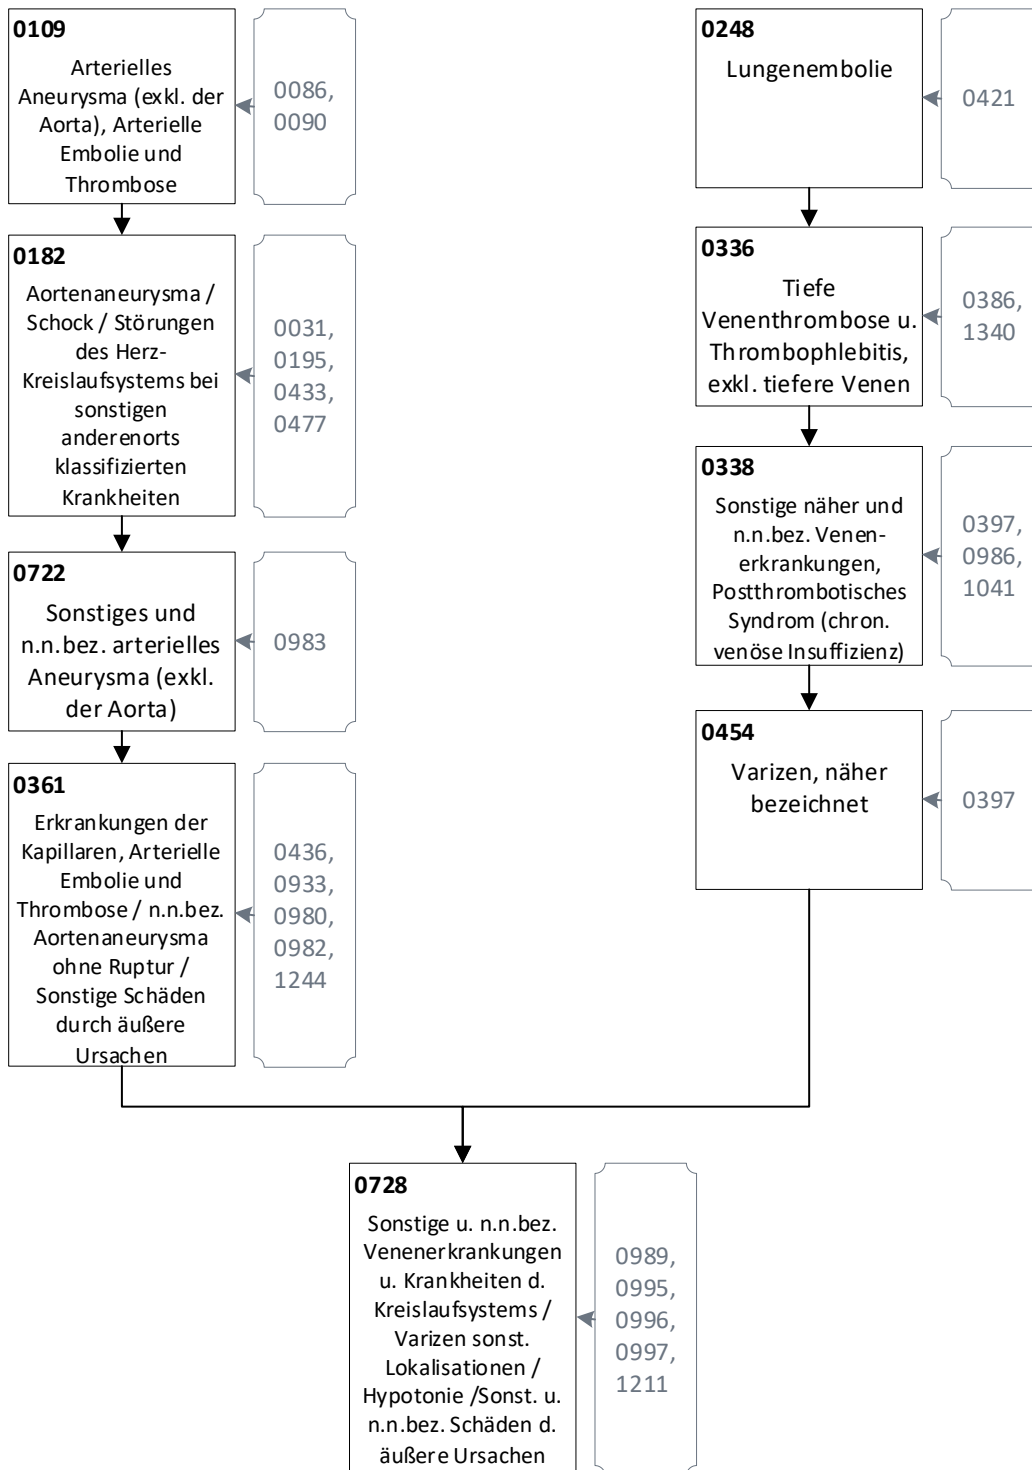 0109
Arterielles
Aneurysma (exkl. der
Aorta), Arterielle
Embolie und
Thrombose
0086,
0090
0182
Aortenaneurysma /
Schock / Störungen
des Herz-
Kreislaufsystems bei
sonstigen
anderenorts
klassifizierten
Krankheiten
0031,
0195,
0433,
0477
0722
Sonstiges und
n.n.bez. arterielles
Aneurysma (exkl.
der Aorta)
0983
0361
Erkrankungen der
Kapillaren, Arterielle
Embolie und
Thrombose / n.n.bez.
Aortenaneurysma
ohne Ruptur /
Sonstige Schäden
durch äußere
Ursachen
0436,
0933,
0980,
0982,
1244
0248
Lungenembolie
0421
0336
Tiefe
Venenthrombose u.
Thrombophlebitis,
exkl. tiefere Venen
0386,
1340
0338
Sonstige näher und
n.n.bez. Venen-
erkrankungen,
Postthrombotisches
Syndrom (chron.
venöse Insuffizienz)
0397,
0986,
1041
0454
Varizen, näher
bezeichnet
0397
0728
Sonstige u. n.n.bez.
Venenerkrankungen
u. Krankheiten d.
Kreislaufsystems /
Varizen sonst.
Lokalisationen /
Hypotonie /Sonst. u.
n.n.bez. Schäden d.
äußere Ursachen
0989,
0995,
0996,
0997,
1211